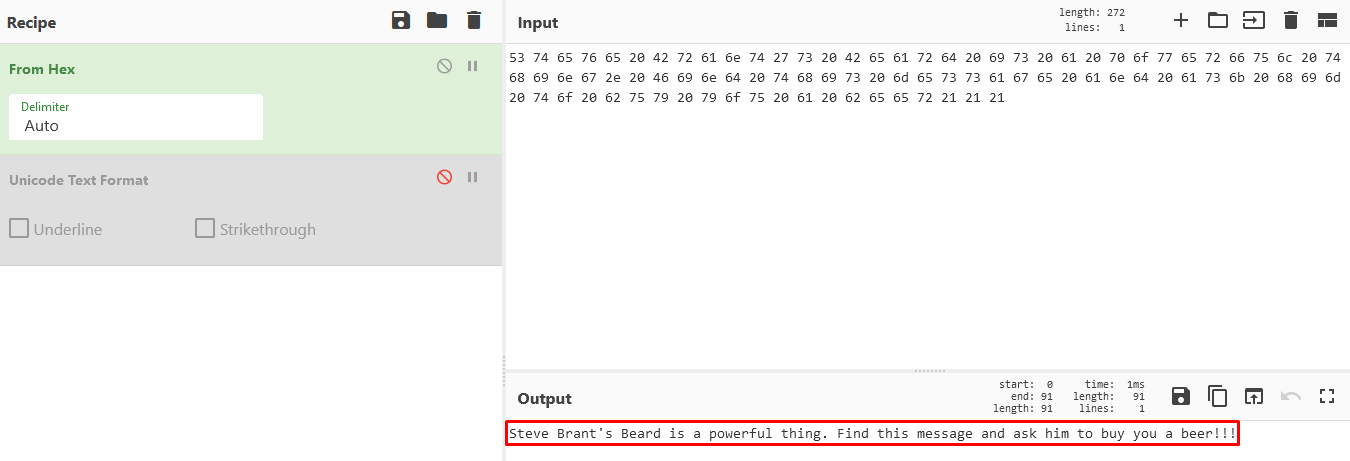 Recipe
From Hex
Delimiter
Auto
Unicode Text Format
Underline
Strikethrough
Input
length: 272
lines: 1
53 74 65 76 65 20 42 72 61 6e 74 27 73 20 42 65 61 72 64 20 69 73 20 61 20 70 6f 77 65 72 66 75 6c 20 74
68 69 6e 67 2e 20 46 69 6e 64 20 74 68 69 73 20 6d 65 73 73 61 67 65 20 61 6e 64 20 61 73 6b 20 68 69 6d
20 74 6f 20 62 75 79 20 79 6f 75 20 61 20 62 65 65 72 21 21 21
Output
start: 0 time: 1ms
end: 91 length: 91
length: 91 lines: 1
Steve Brant's Beard is a powerful thing. Find this message and ask him to buy you a beer!!!